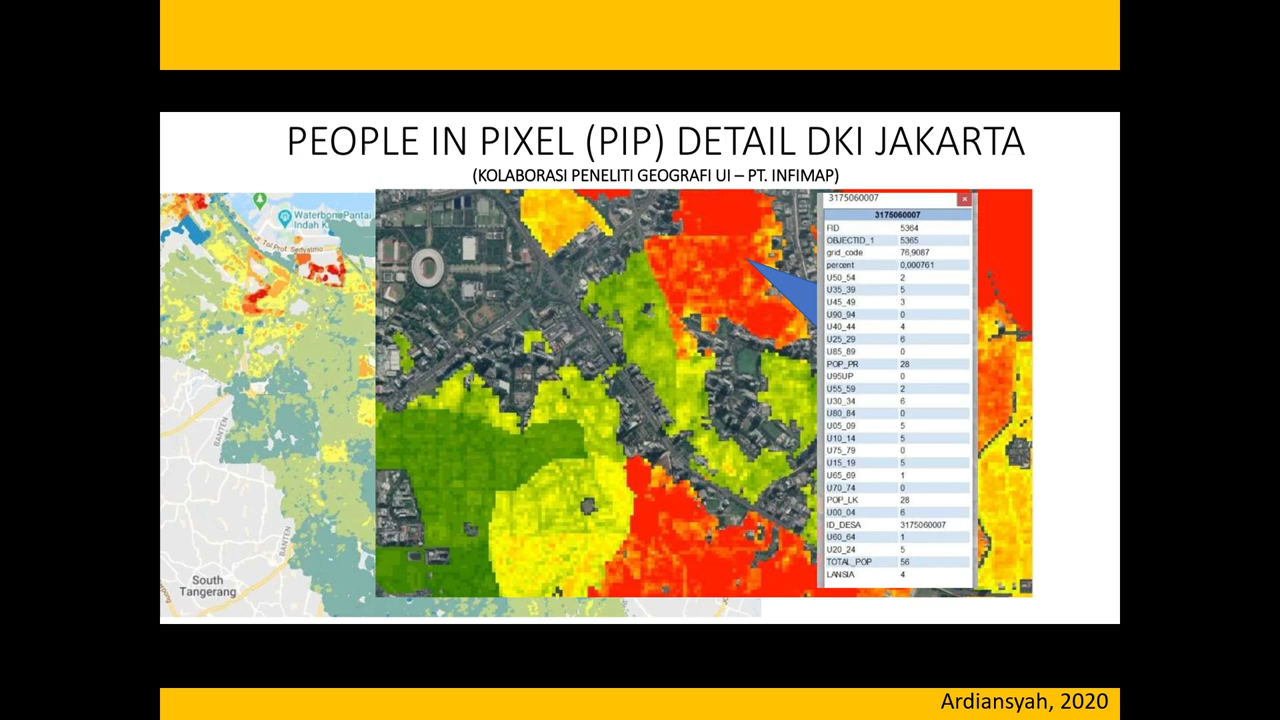 PEOPLE IN PIXEL (PIP) DETAIL DKI JAKARTA
(KOLABORASI PENELITI GEOGRAFI UI – PT. INFIMAP)
Pantai
Indah K
Jl. Tol Prof. Sedyatmo
BANTEN
BANTEN
South
Tangerang
3175060007
3175060007
FID 5364
OBJECTID_1 5365
grid_code 76,9087
percent 0,000761
U50_54 2
U35_39 5
U45_49 3
U90_94 0
U40_44 4
U25_29 6
U85_89 0
POP_PR 28
U95UP 0
U55_59 2
U30_34 6
U80_84 0
U05_09 5
U10_14 5
U75_79 0
U15_19 5
U65_69 1
U70_74 0
POP_LK 28
U00_04 6
ID_DESA 3175060007
U60_64 1
U20_24 5
TOTAL_POP 56
LANSIA 4
Ardiansyah, 2020